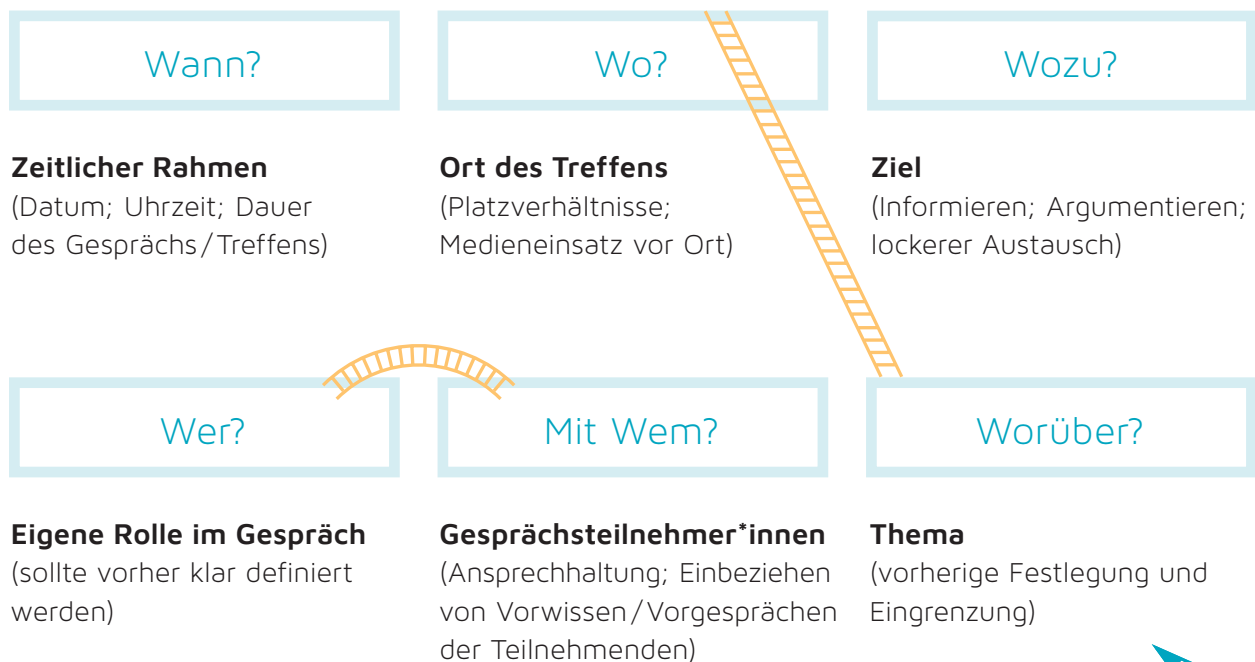 Wann?
Zeitlicher Rahmen
(Datum; Uhrzeit; Dauer
des Gesprächs/Treffens)
Wo?
Ort des Treffens
(Platzverhältnisse;
Medieneinsatz vor Ort)
Wozu?
Ziel
(Informieren; Argumentieren;
lockerer Austausch)
Wer?
Eigene Rolle im Gespräch
(sollte vorher klar definiert
werden)
Mit Wem?
Gesprächsteilnehmer*innen
(Ansprechhaltung; Einbeziehen
von Vorwissen/Vorgesprächen
der Teilnehmenden)
Worüber?
Thema
(vorherige Festlegung und
Eingrenzung)